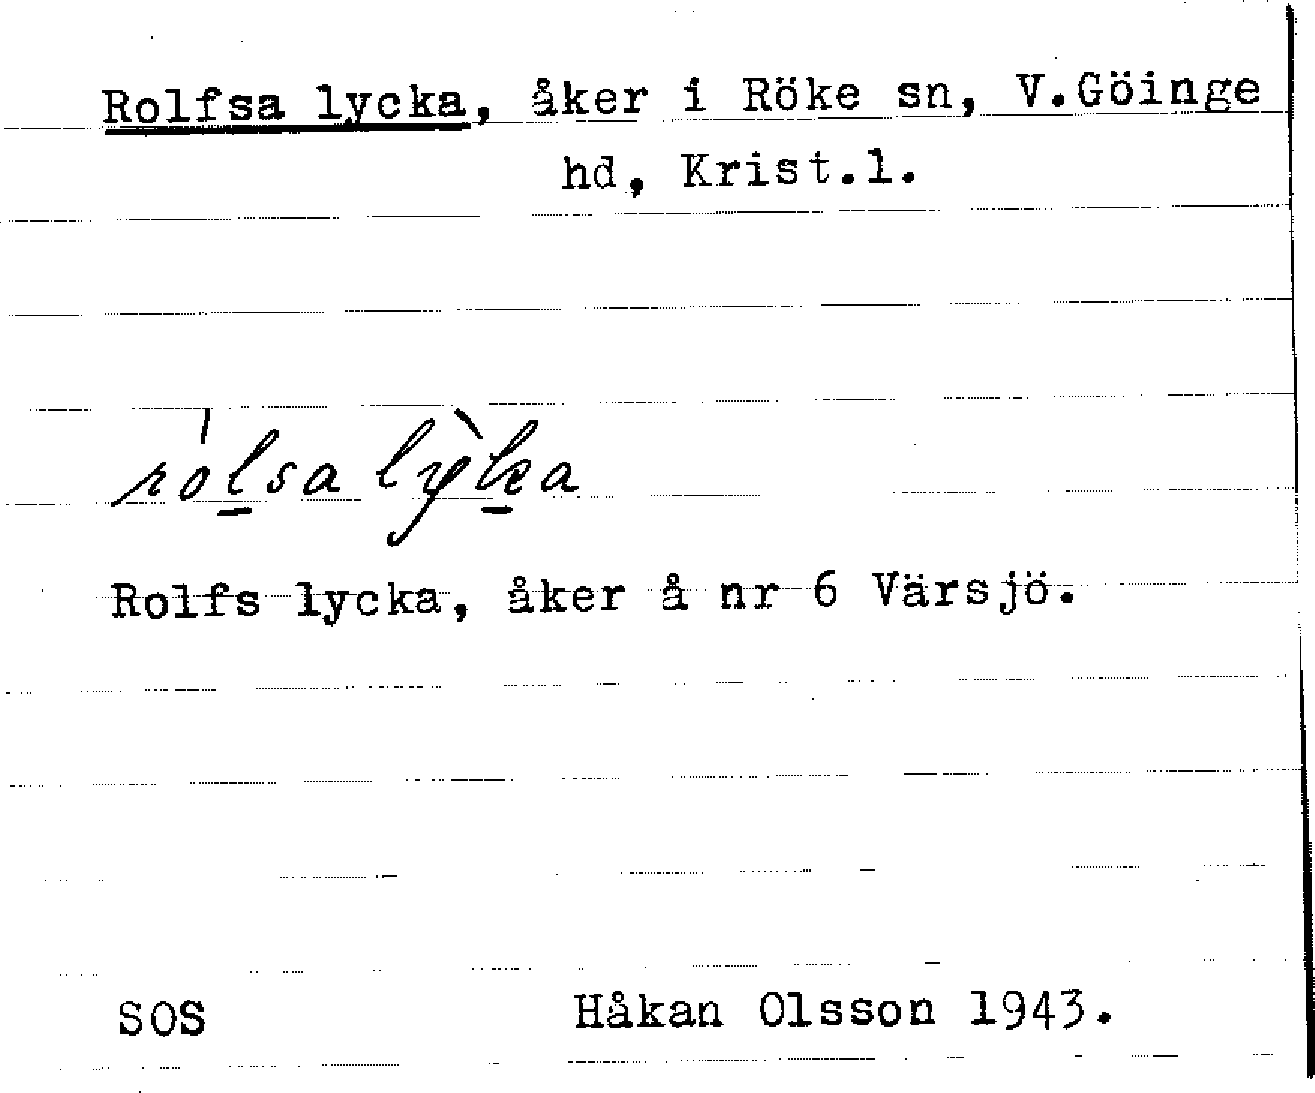 Rolfsa lycka, åker i Röke sn, V.Göinge
hd, Krist.l.
ròlsa lỳka
Rolfs lycka, åker å nr 6 Värsjö.
SOS Håkan Olsson 1943.